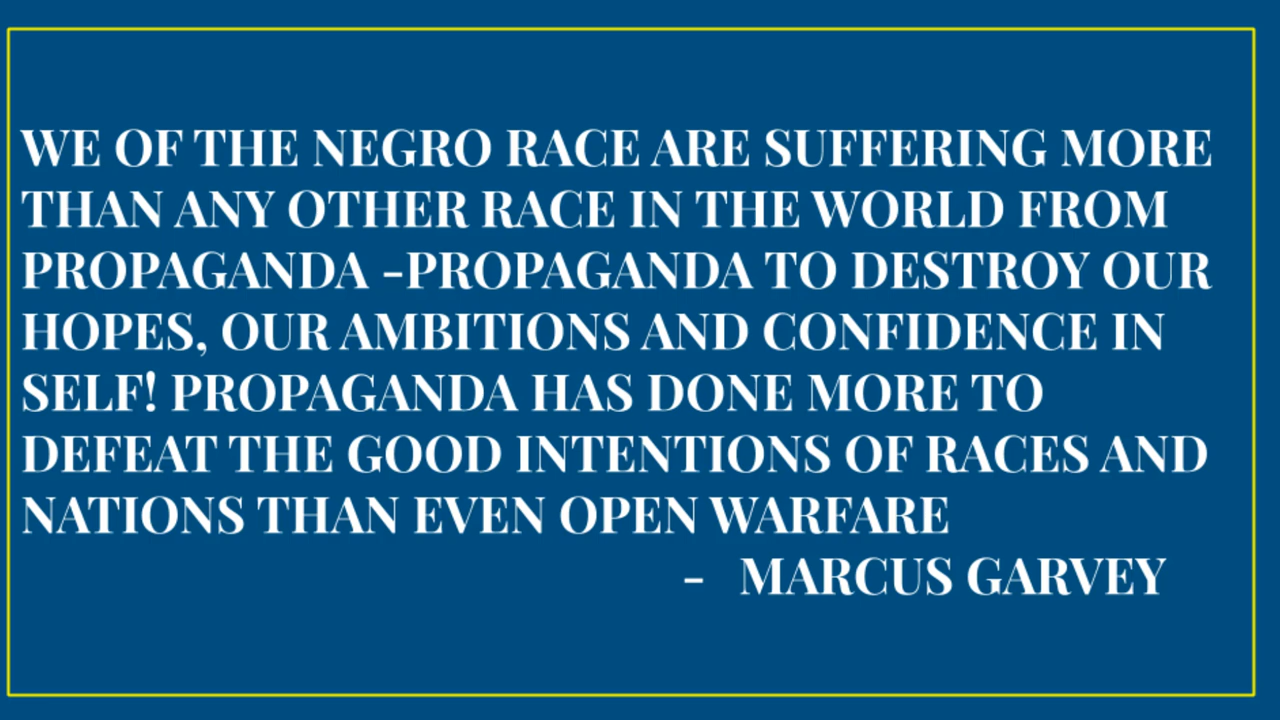 WE OF THE NEGRO RACE ARE SUFFERING MORE
THAN ANY OTHER RACE IN THE WORLD FROM
PROPAGANDA -PROPAGANDA TO DESTROY OUR
HOPES, OUR AMBITIONS AND CONFIDENCE IN
SELF! PROPAGANDA HAS DONE MORE TO
DEFEAT THE GOOD INTENTIONS OF RACES AND
NATIONS THAN EVEN OPEN WARFARE
- MARCUS GARVEY